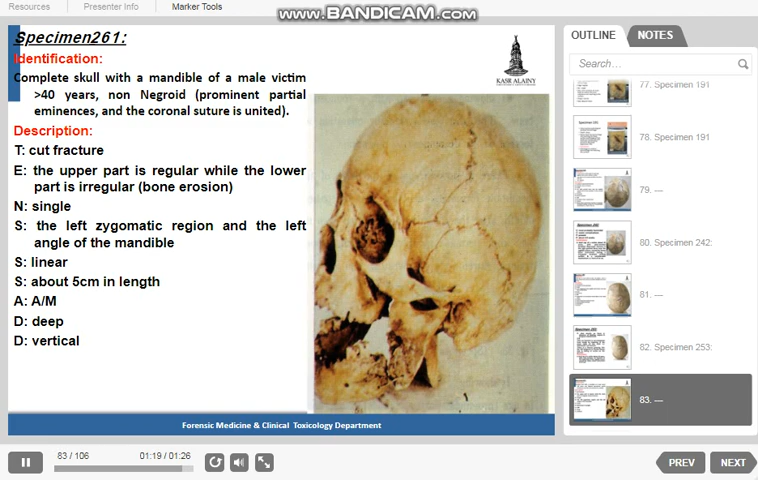 Resources
Presenter Info
Marker Tools
www.BANDICAM.com
Specimen261:
Identification:
Complete skull with a mandible of a male victim
>40 years, non Negroid (prominent partial
eminences, and the coronal suture is united).
Description:
T: cut fracture
E: the upper part is regular while the lower
part is irregular (bone erosion)
N: single
S: the left zygomatic region and the left
angle of the mandible
S: linear
S: about 5cm in length
A: A/M
D: deep
D: vertical
KASR ALAINY
Forensic Medicine & Clinical Toxicology Department
83 / 106
01:19 / 01:26
OUTLINE
NOTES
Search...
77. Specimen 191
78. Specimen 191
79. —
80. Specimen 242:
81. —
82. Specimen 253:
83. —
PREV
NEXT